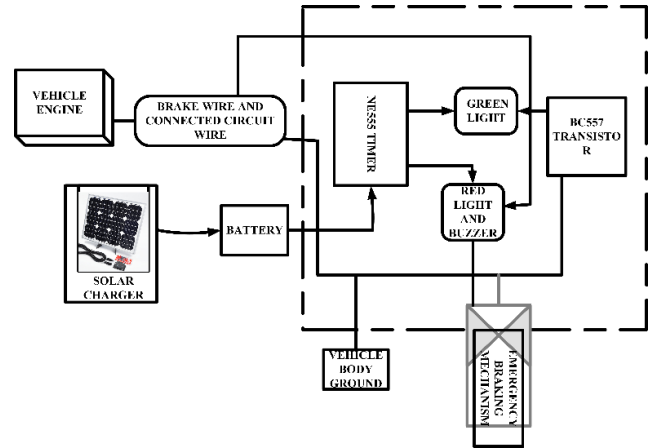 VEHICLE
ENGINE
BRAKE WIRE AND
CONNECTED CIRCUIT
WIRE
NE555 TIMER
GREEN
LIGHT
BC557
TRANSISTO
R
RED
LIGHT AND
BUZZER
BATTERY
SOLAR
CHARGER
VEHICLE
BODY
GROUND
EMERGENCY
BRAKING
MECHANISM